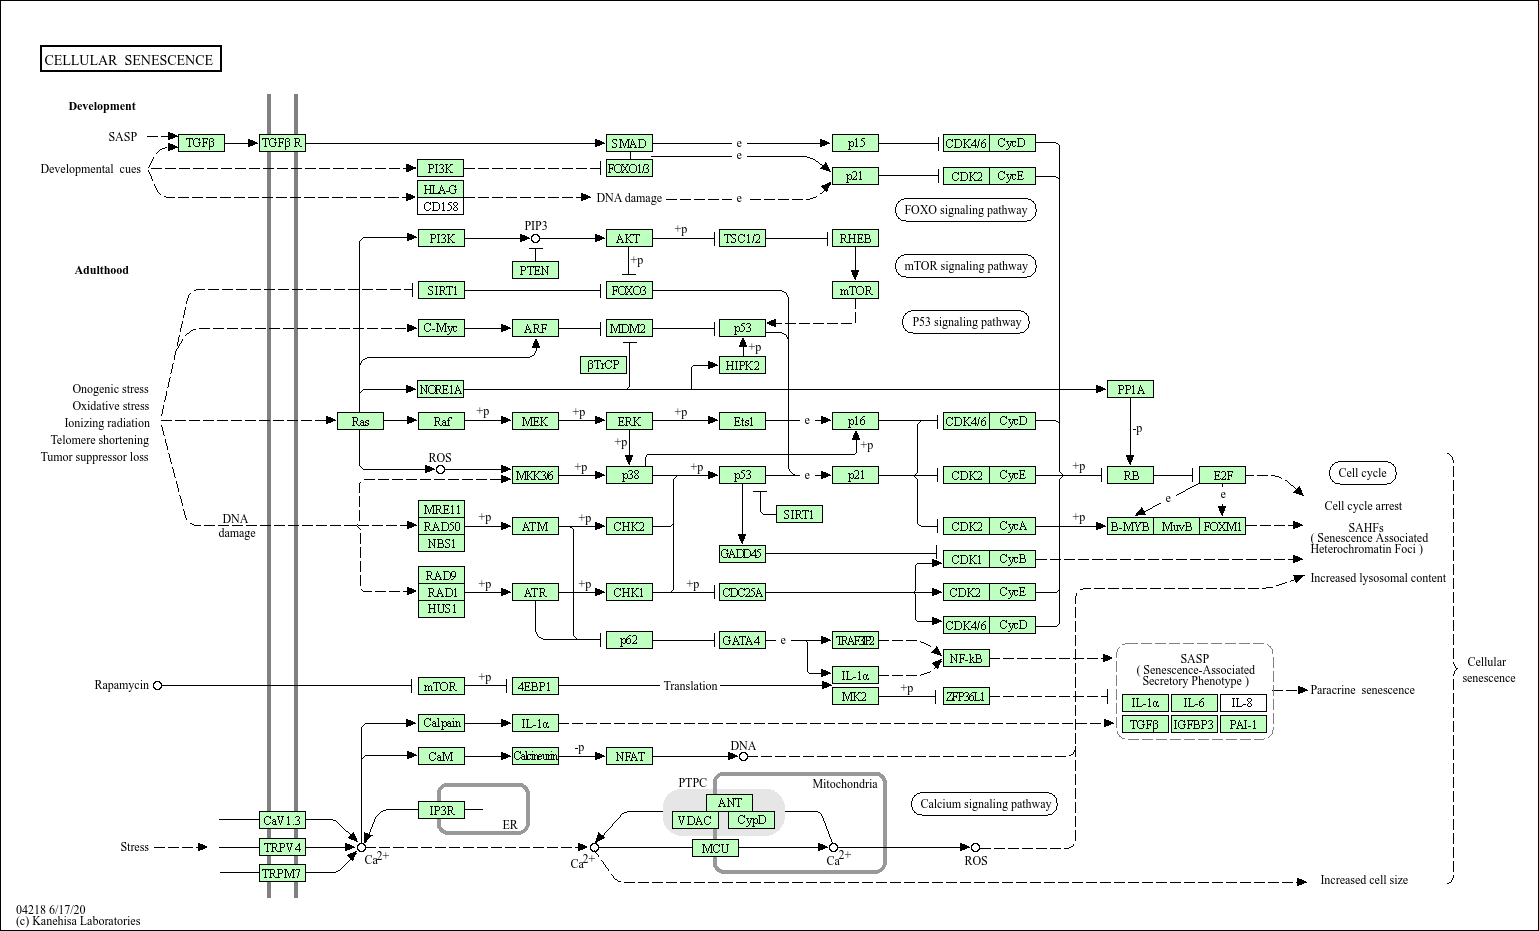 CELLULAR SENESCENCE
Development
SASP
TGFβ
TGFβ R
SMAD
e
p15
CDK4/6
CycD
e
Developmental cues
PI3K
FOXO1/3
p21
CDK2
CycE
HLA-G
CD158
DNA damage
e
FOXO signaling pathway
PIP3
PI3K
AKT
+p
TSC1/2
RHEB
PTEN
+p
mTOR signaling pathway
Adulthood
SIRT1
FOXO3
mTOR
C-Myc
ARF
MDM2
p53
P53 signaling pathway
+p
βTrCP
HIPK2
Onogenic stress
Oxidative stress
Ionizing radiation
Telomere shortening
Tumor suppressor loss
NORE1A
PP1A
Ras
Raf
+p
MEK
+p
ERK
+p
Ets1
e
p16
CDK4/6
CycD
-p
+p
+p
ROS
MKK3/6
+p
p38
+p
p53
e
p21
CDK2
CycE
+p
RB
E2F
Cell cycle
e
e
Cell cycle arrest
MRE11
RAD50
NBS1
DNA
damage
+p
ATM
CHK2
SIRT1
CDK2
CycA
+p
B-MYB
MuvB
FOXM1
SAHFs
( Senescence Associated
Heterochromatin Foci )
GADD45
CDK1
CycB
RAD9
RAD1
HUS1
+p
ATR
+p
CHK1
+p
CDC25A
CDK2
CycE
Increased lysosomal content
CDK4/6
CycD
p62
GATA4
e
TRAF3IP2
NF-kB
IL-1α
SASP
( Senescence-Associated
Secretory Phenotype )
Cellular
senescence
Rapamycin
mTOR
+p
4EBP1
Translation
MK2
+p
ZFP36L1
IL-1α
IL-6
IL-8
TGFβ
IGFBP3
PAI-1
Paracrine senescence
Calpain
IL-1α
CaM
Calcineurin
-p
NFAT
DNA
PTPC
Mitochondria
ANT
VDAC
CypD
IP3R
ER
Calcium signaling pathway
CaV1.3
Stress
TRPV4
Ca2+
Ca2+
MCU
Ca2+
ROS
TRPM7
Increased cell size
04218 6/17/20
(c) Kanehisa Laboratories